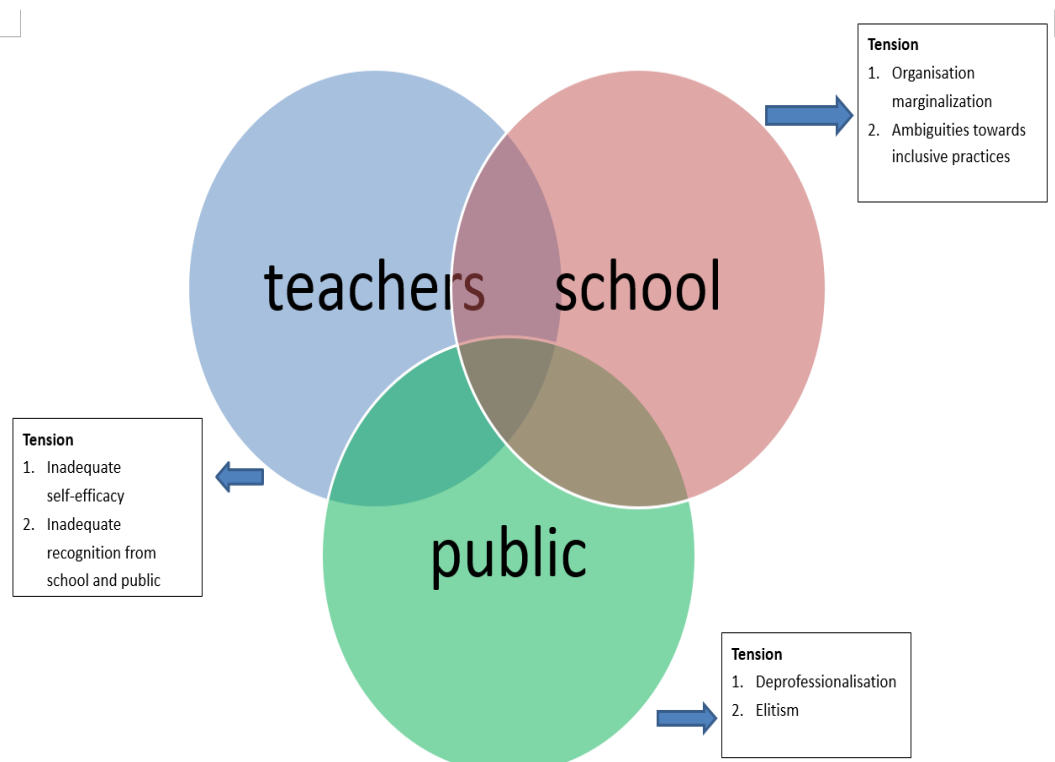 Tension
1. Organisation
marginalization
2. Ambiguities towards
inclusive practices
teachers
school
Tension
1. Inadequate
self-efficacy
2. Inadequate
recognition from
school and public
public
Tension
1. Deprofessionalisation
2. Elitism